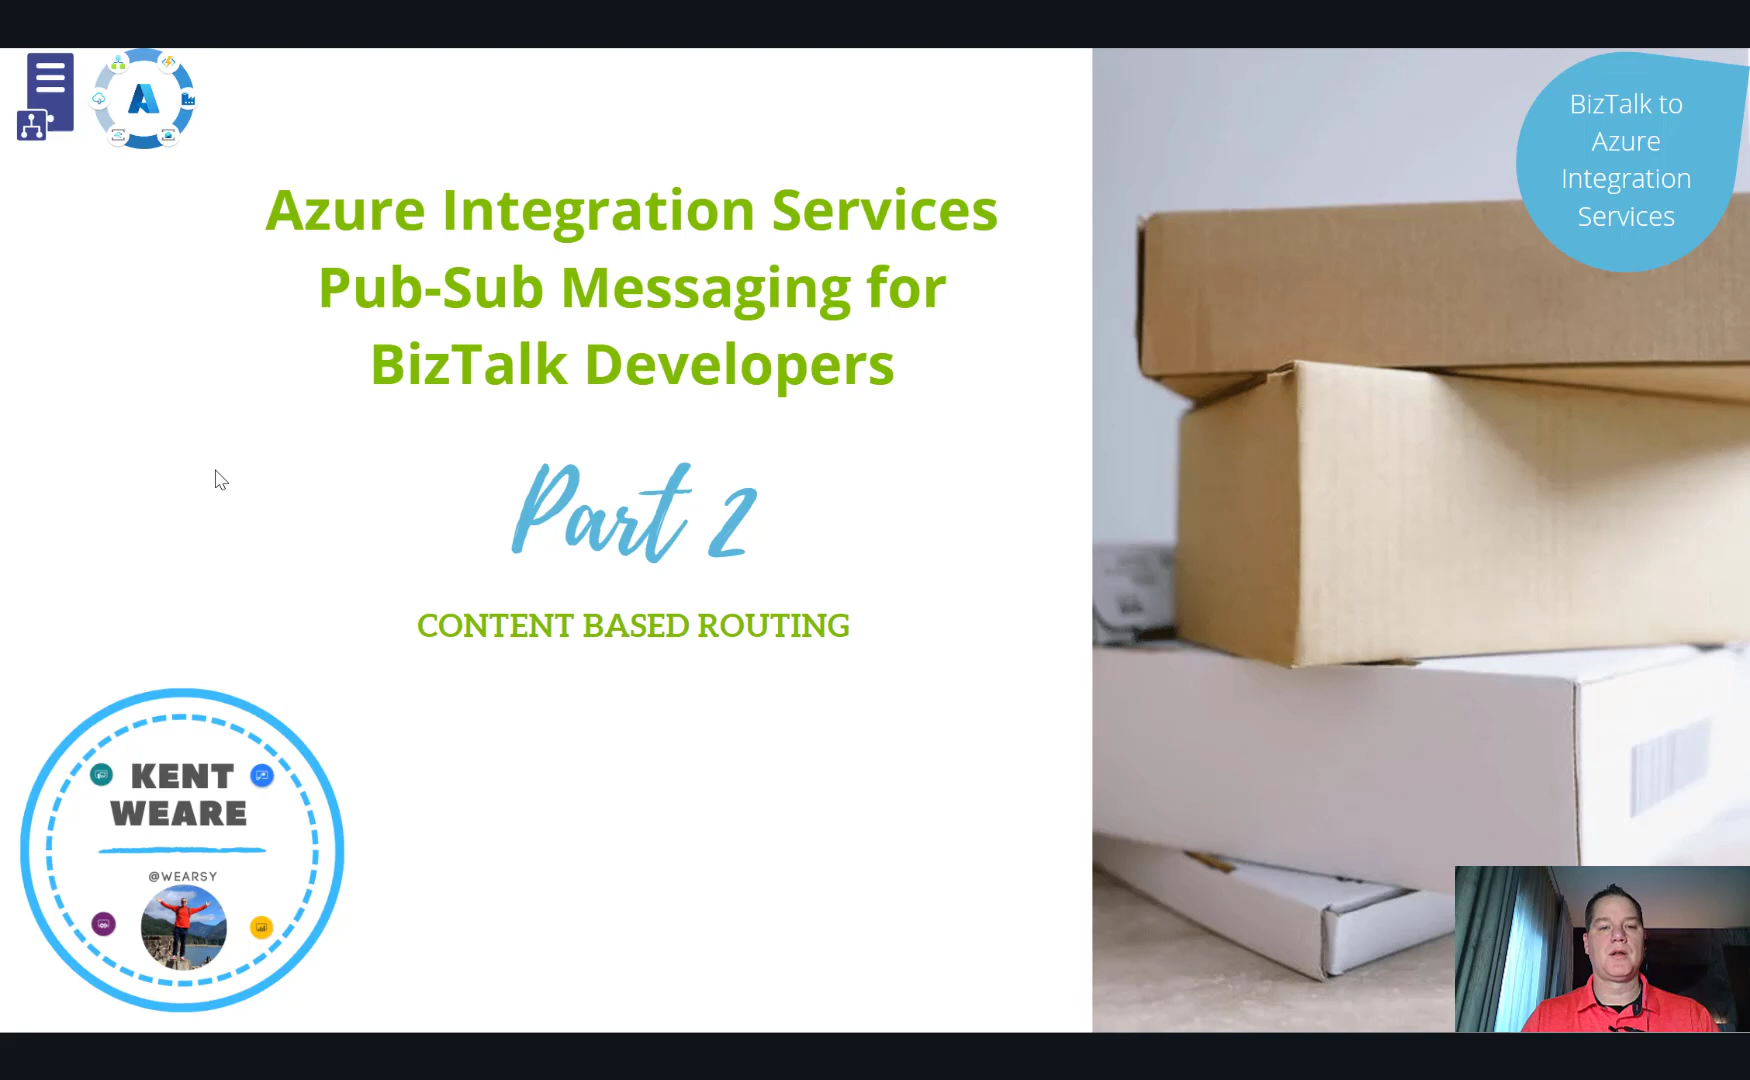 Azure Integration Services
Pub-Sub Messaging for
BizTalk Developers
Part 2
CONTENT BASED ROUTING
BizTalk to
Azure
Integration
Services
KENT
WEARE
@WEARSY